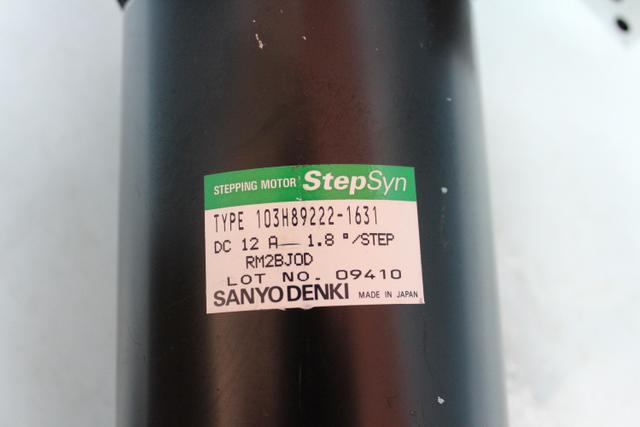 STEPPING MOTOR StepSyn
TYPE 103H89222-1631
DC 12 A 1.8 °/STEP
RM2BJ0D
LOT NO. 09410
SANYO DENKI MADE IN JAPAN